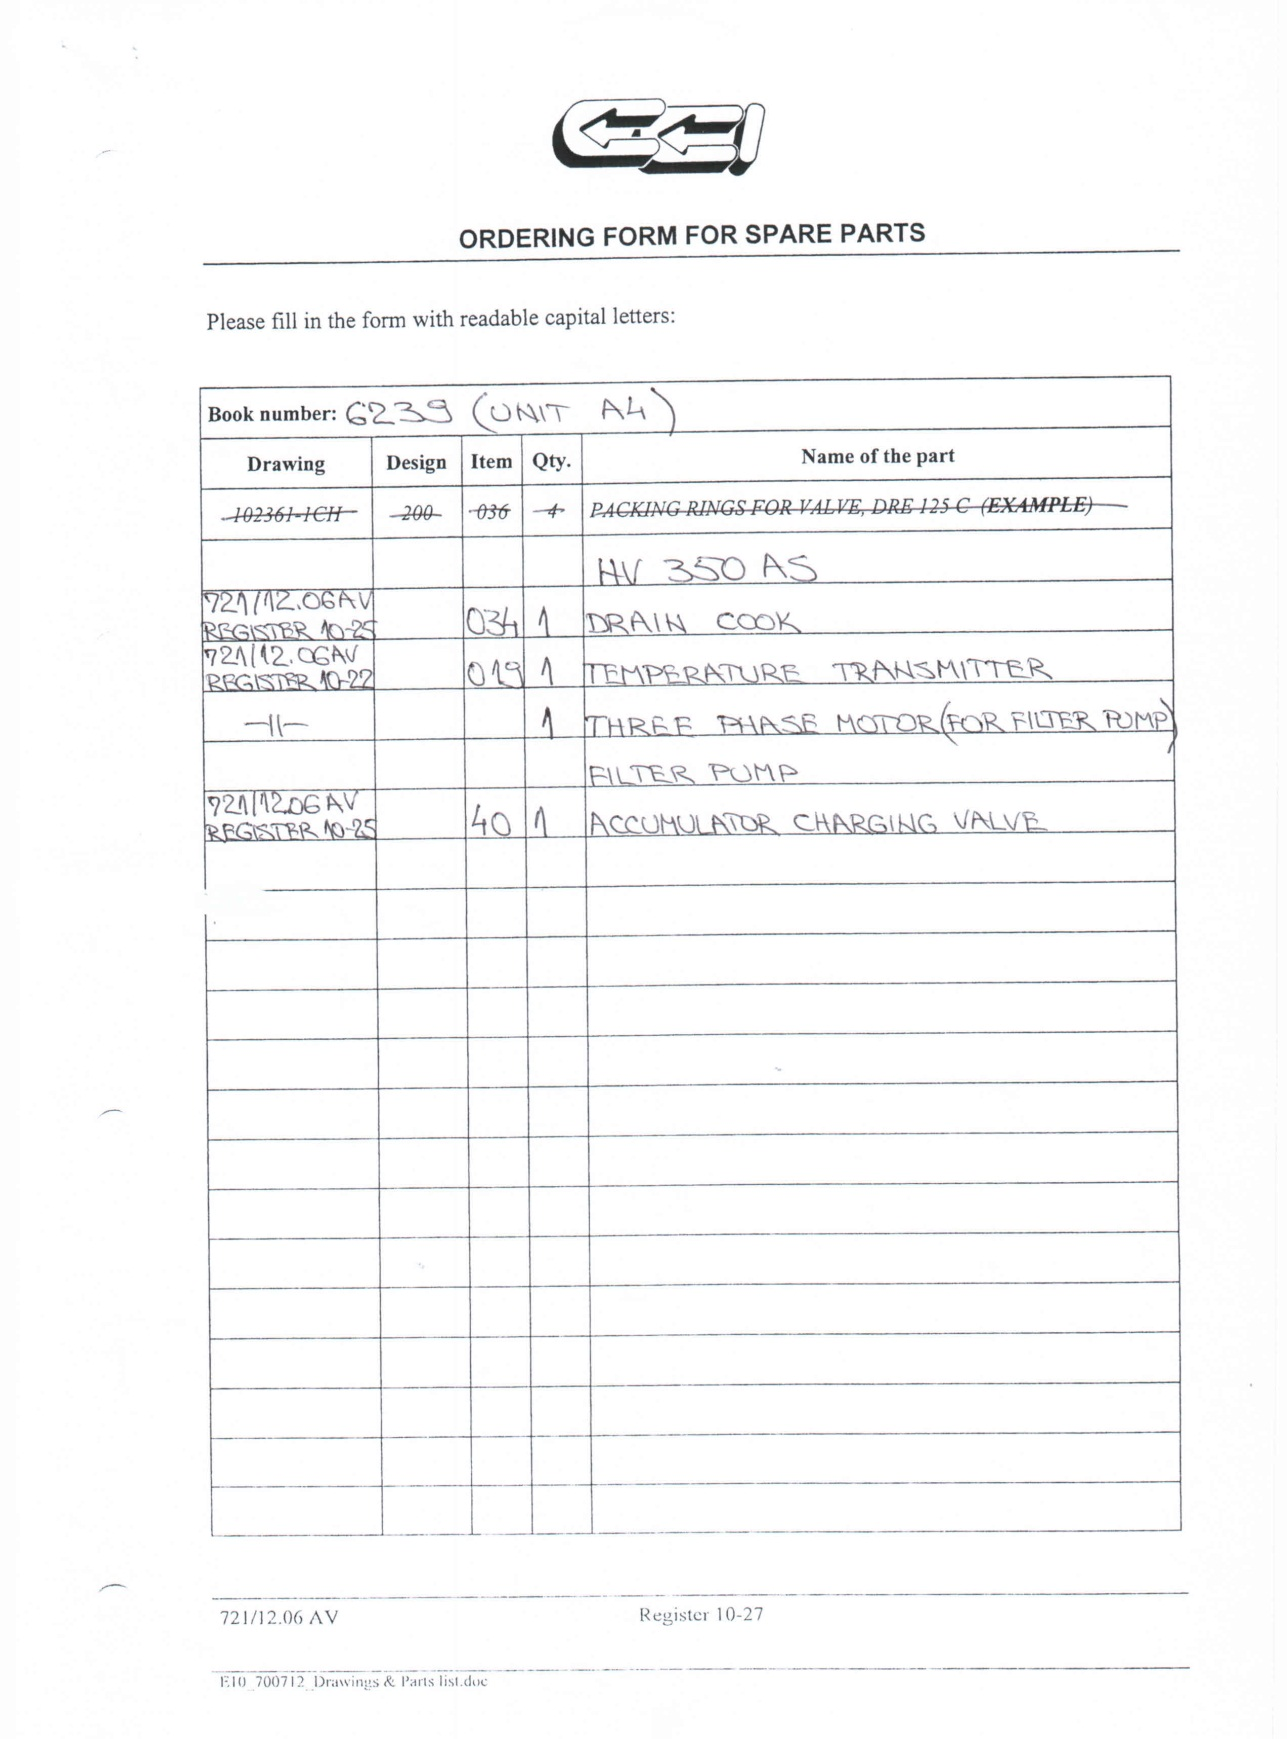 CCI
ORDERING FORM FOR SPARE PARTS
Please fill in the form with readable capital letters:
Book number: 6239 (UNIT A4)
Drawing Design Item Qty. Name of the part
102361-1CH 200 036 4 PACKING RINGS FOR VALVE, DRE 125 C (EXAMPLE)
HV 350 AS
721/12.06AV
REGISTER 10-25 034 1 DRAIN COOK
721/12.06AV
REGISTER 10-22 019 1 TEMPERATURE TRANSMITTER
-||- 1 THREE PHASE MOTOR (FOR FILTER PUMP)
FILTER PUMP
721/12.06AV
REGISTER 10-25 40 1 ACCUMULATOR CHARGING VALVE
721/12.06 AV Register 10-27
E10_700712_Drawings & Parts list.doc